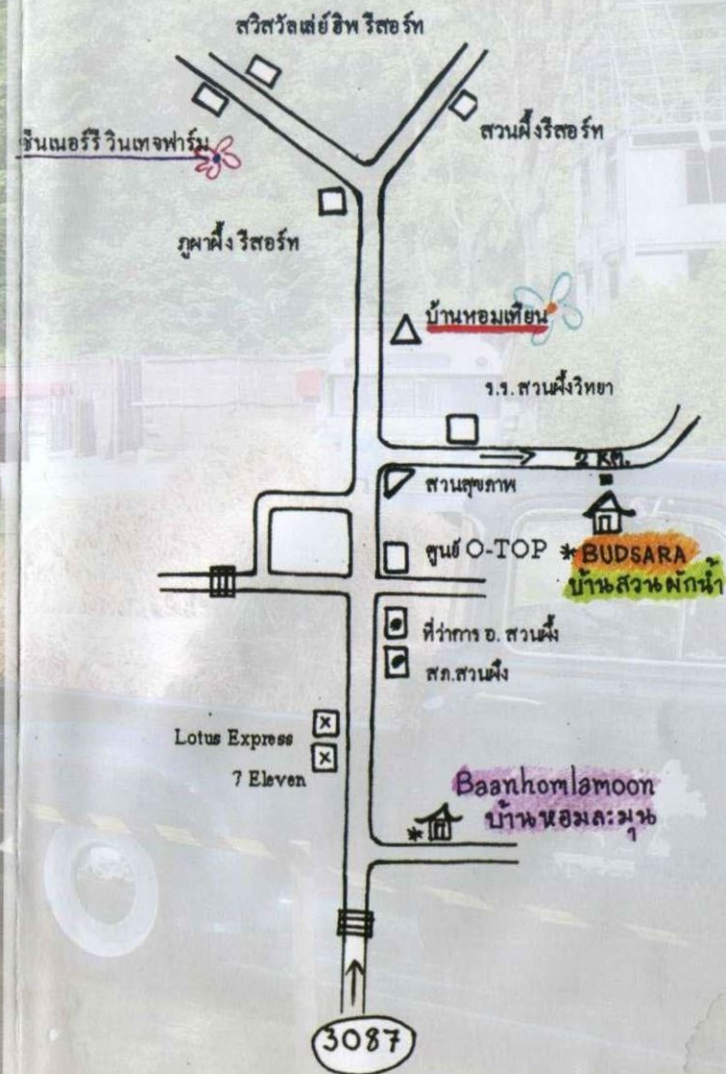 สวิสวัลเล่ย์ฮิพ รีสอร์ท
สวนผึ้งรีสอร์ท
ซีนเนอร์รี่ วินเทจฟาร์ม
ภูผาผึ้ง รีสอร์ท
บ้านหอมเทียน
ร.ร. สวนผึ้งวิทยา
2 กม.
สวนสุขภาพ
ศูนย์ O-TOP
*BUDSARA
บ้านสวนผักน้ำ
ที่ว่าการ อ. สวนผึ้ง
สภ.สวนผึ้ง
Lotus Express
7 Eleven
Baanhomlamoon
*บ้านหอมละมุน
3087